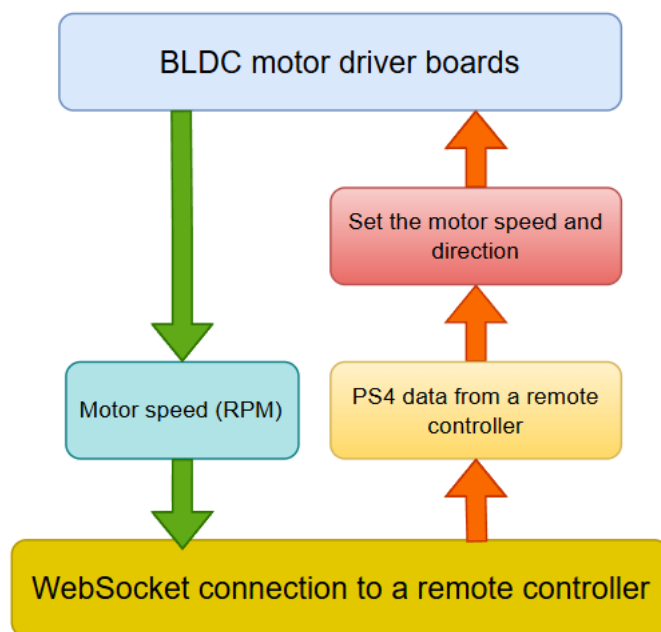 BLDC motor driver boards
Set the motor speed and
direction
Motor speed (RPM)
PS4 data from a remote
controller
WebSocket connection to a remote controller